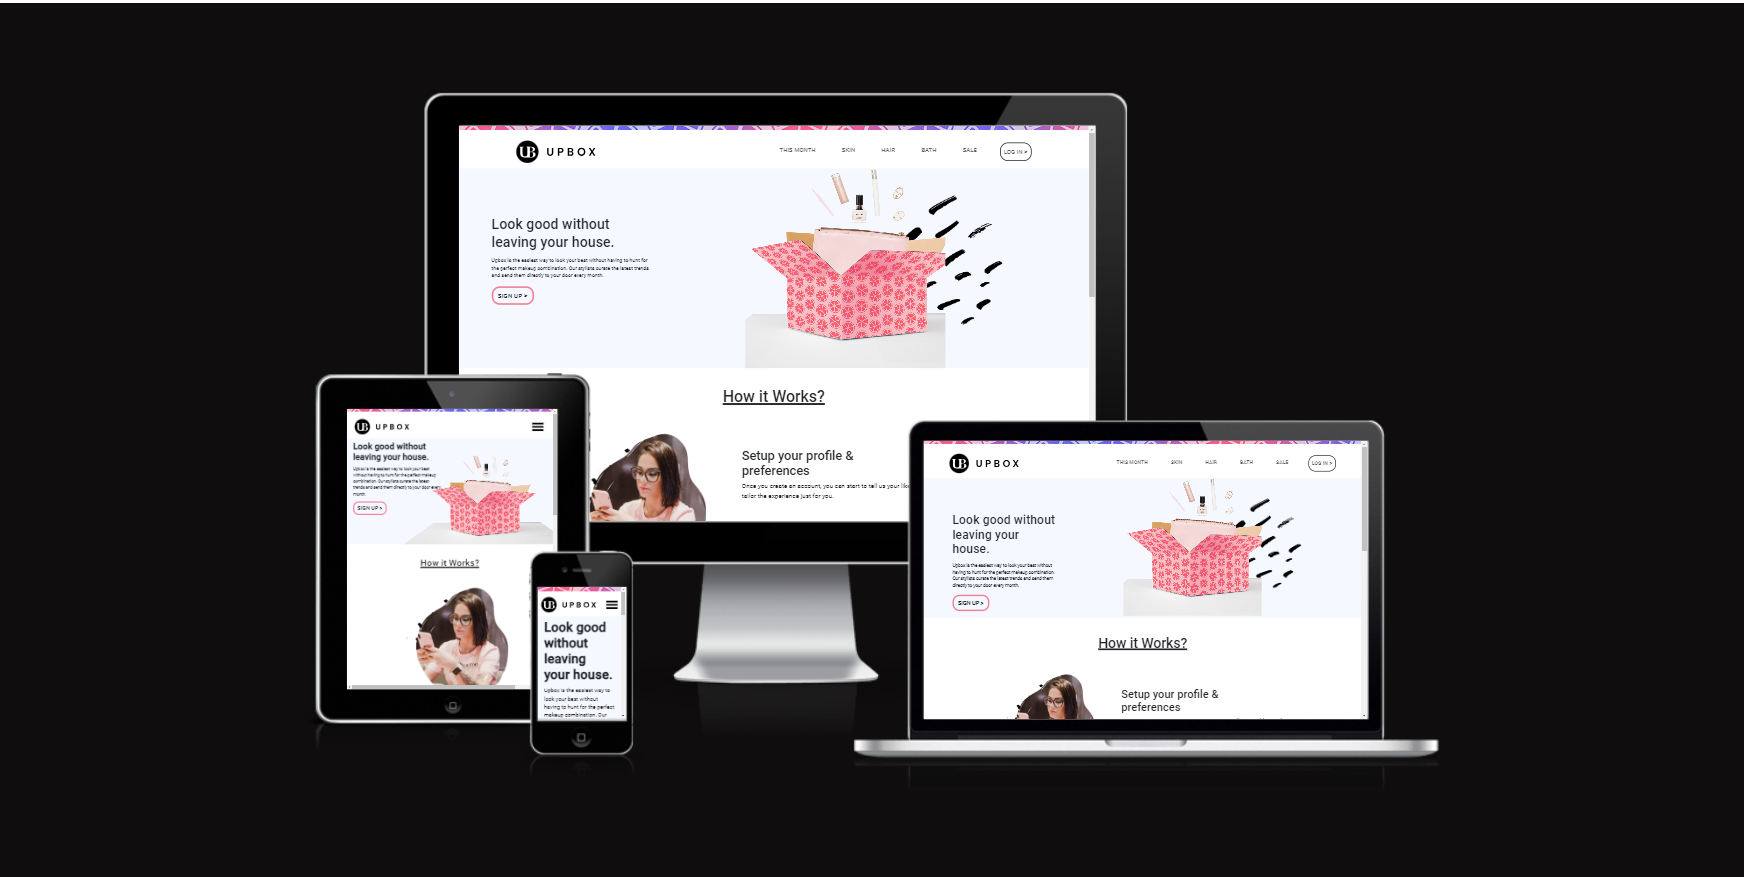 UB UPBOX
THIS MONTH SKIN HAIR BATH SALE LOG IN >
Look good without
leaving your house.
Upbox is the easiest way to look your best without having to hunt for
the perfect makeup combination. Our stylists curate the latest trends
and send them directly to your door every month.
SIGN UP >
How it Works?
Setup your profile &
preferences
Once you create an account, you can start to tell us your lik
tailor the experience just for you.
UB UPBOX
Look good without
leaving your house.
Upbox is the easiest way to look your best
without having to hunt for the perfect makeup
combination. Our stylists curate the latest
trends and send them directly to your door every
month.
SIGN UP >
How it Works?
UB UPBOX
Look good
without
leaving
your house.
Upbox is the easiest way to
look your best without
having to hunt for the perfect
makeup combination. Our
UB UPBOX
THIS MONTH SKIN HAIR BATH SALE LOG IN >
Look good without
leaving your
house.
Upbox is the easiest way to look your best without
having to hunt for the perfect makeup combination.
Our stylists curate the latest trends and send them
directly to your door every month.
SIGN UP >
How it Works?
Setup your profile &
preferences